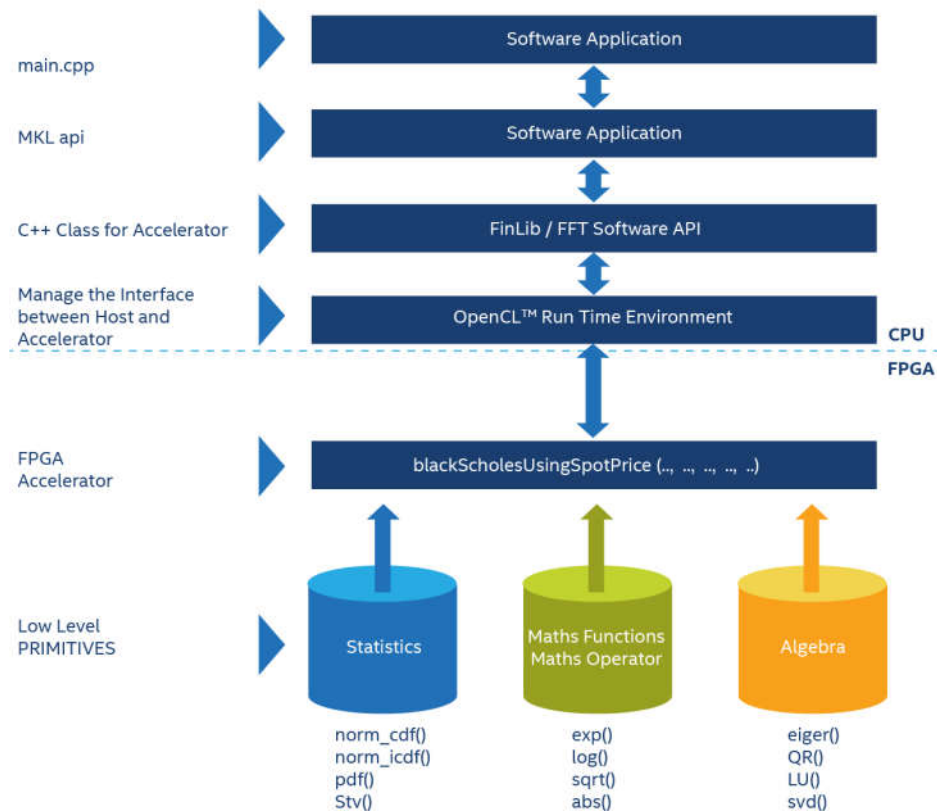 Software Application
main.cpp
Software Application
MKL api
FinLib / FFT Software API
C++ Class for Accelerator
Manage the Interface
between Host and
Accelerator
OpenCL™ Run Time Environment
CPU
FPGA
FPGA
Accelerator
blackScholesUsingSpotPrice (.., .., .., .., ..)
Low Level
PRIMITIVES
Statistics
Maths Functions
Maths Operator
Algebra
norm_cdf()
norm_icdf()
pdf()
Stv()
exp()
log()
sqrt()
abs()
eiger()
QR()
LU()
svd()